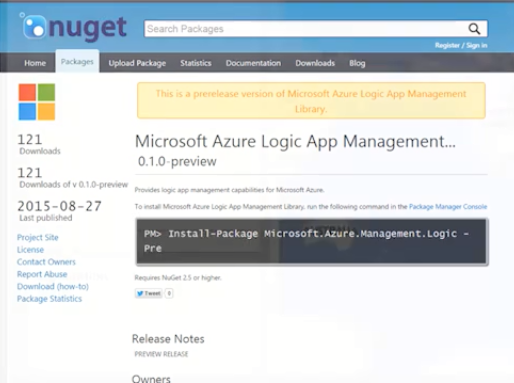 nuget
Search Packages
Register / Sign in
Home Packages Upload Package Statistics Documentation Downloads Blog
This is a prerelease version of Microsoft Azure Logic App Management
Library.
121
Downloads
121
Downloads of v 0.1.0-preview
2015-08-27
Last published
Project Site
License
Contact Owners
Report Abuse
Download (how-to)
Package Statistics
Microsoft Azure Logic App Management...
0.1.0-preview
Provides logic app management capabilities for Microsoft Azure.
To install Microsoft Azure Logic App Management Library, run the following command in the Package Manager Console
PM> Install-Package Microsoft.Azure.Management.Logic -
Pre
Requires NuGet 2.5 or higher.
Tweet 0
Release Notes
PREVIEW RELEASE
Owners